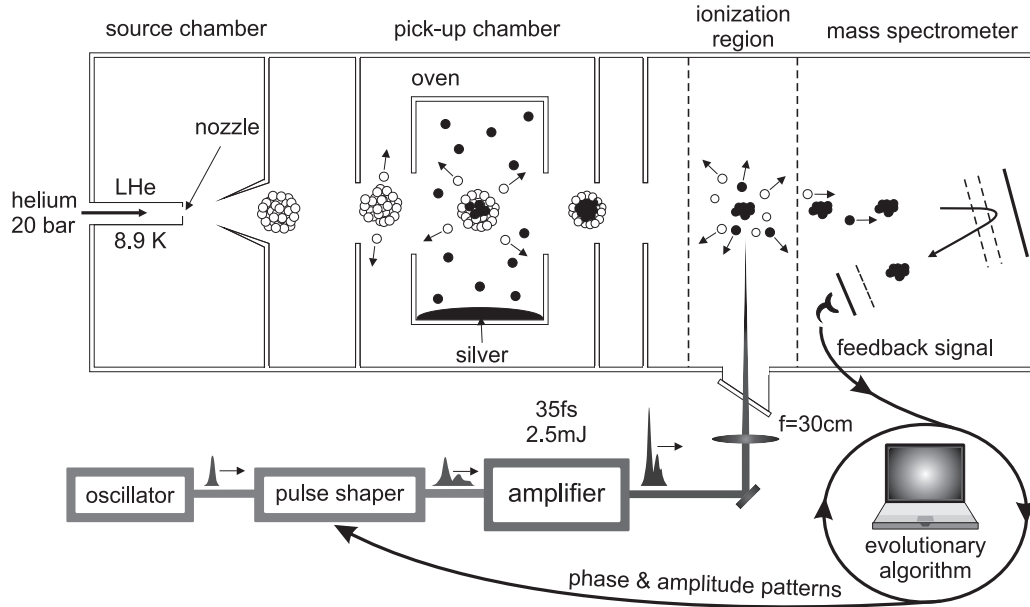 source chamber
pick-up chamber
ionization
region
mass spectrometer
oven
nozzle
LHe
helium
20 bar
8.9 K
silver
feedback signal
35fs
2.5mJ
f=30cm
oscillator
pulse shaper
amplifier
evolutionary
algorithm
phase & amplitude patterns